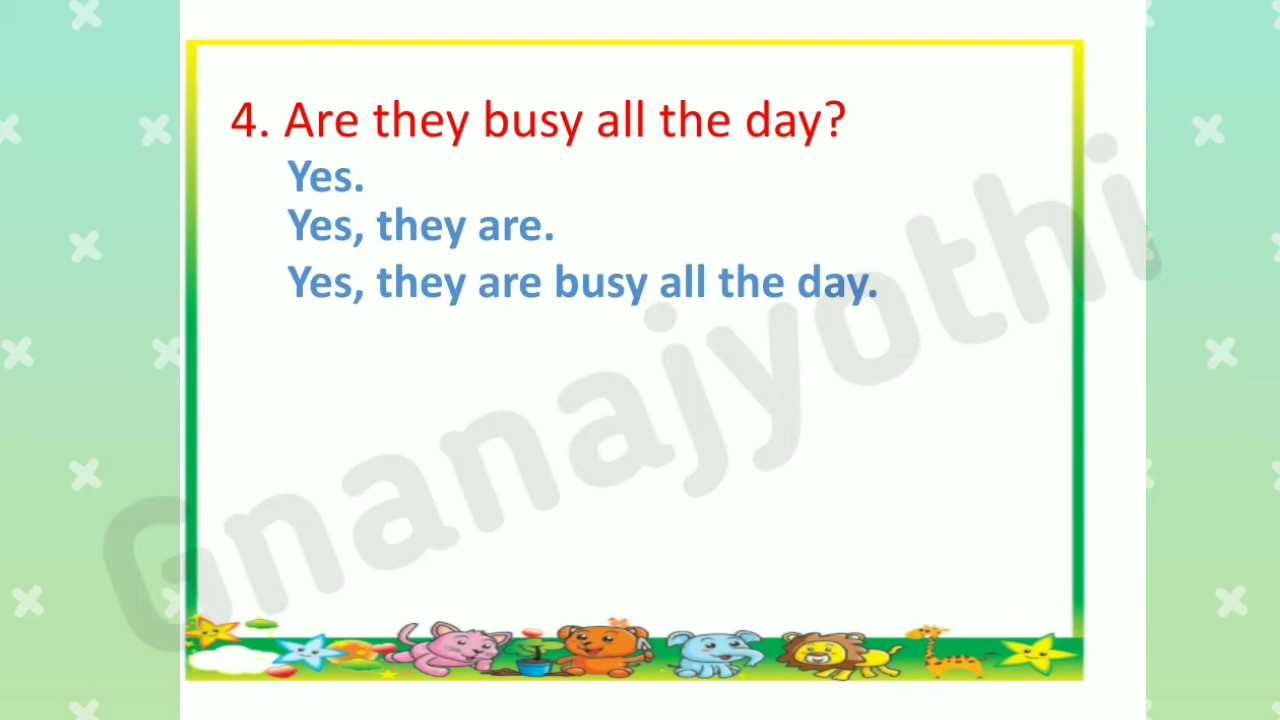 4. Are they busy all the day?
Yes.
Yes, they are.
Yes, they are busy all the day.
Gnanajyothi